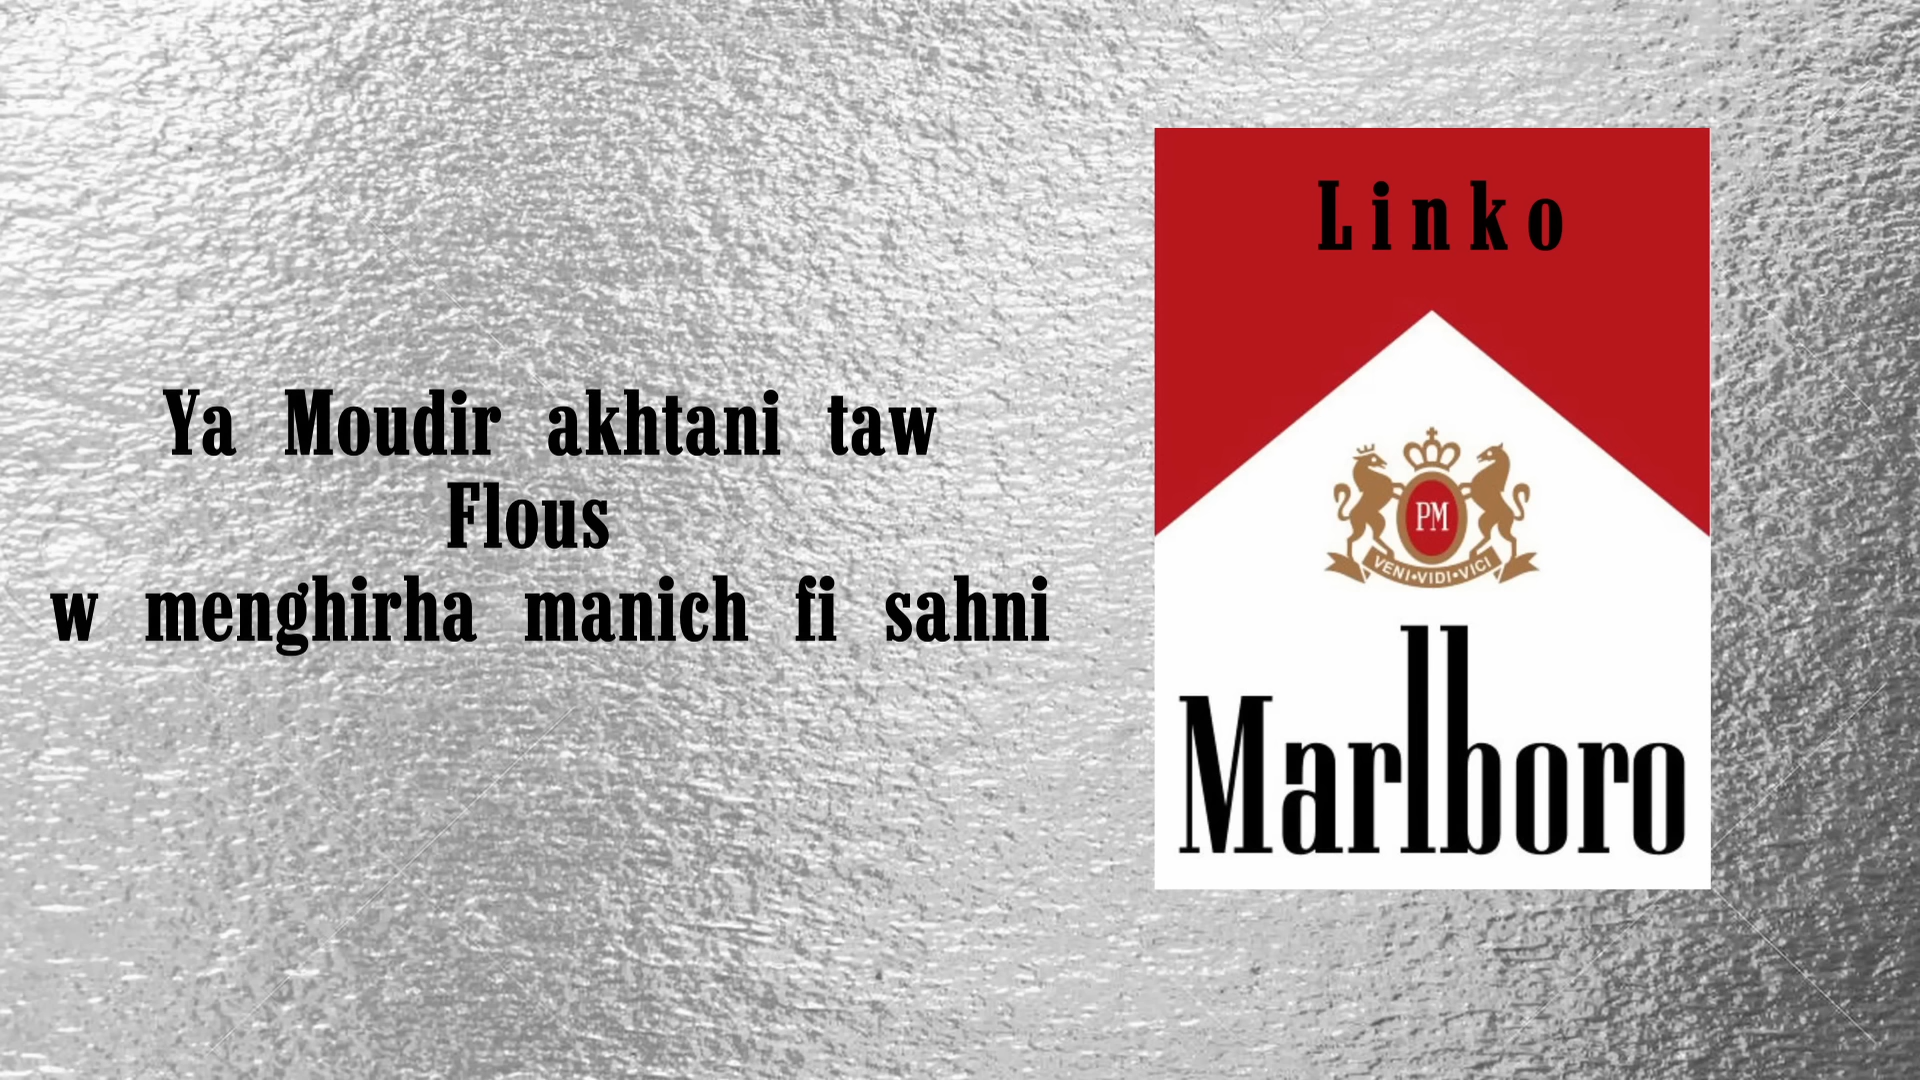 Ya Moudir akhtani taw
Flous
w menghirha manich fi sahni
Linko
PM
VENI•VIDI•VICI
Marlboro